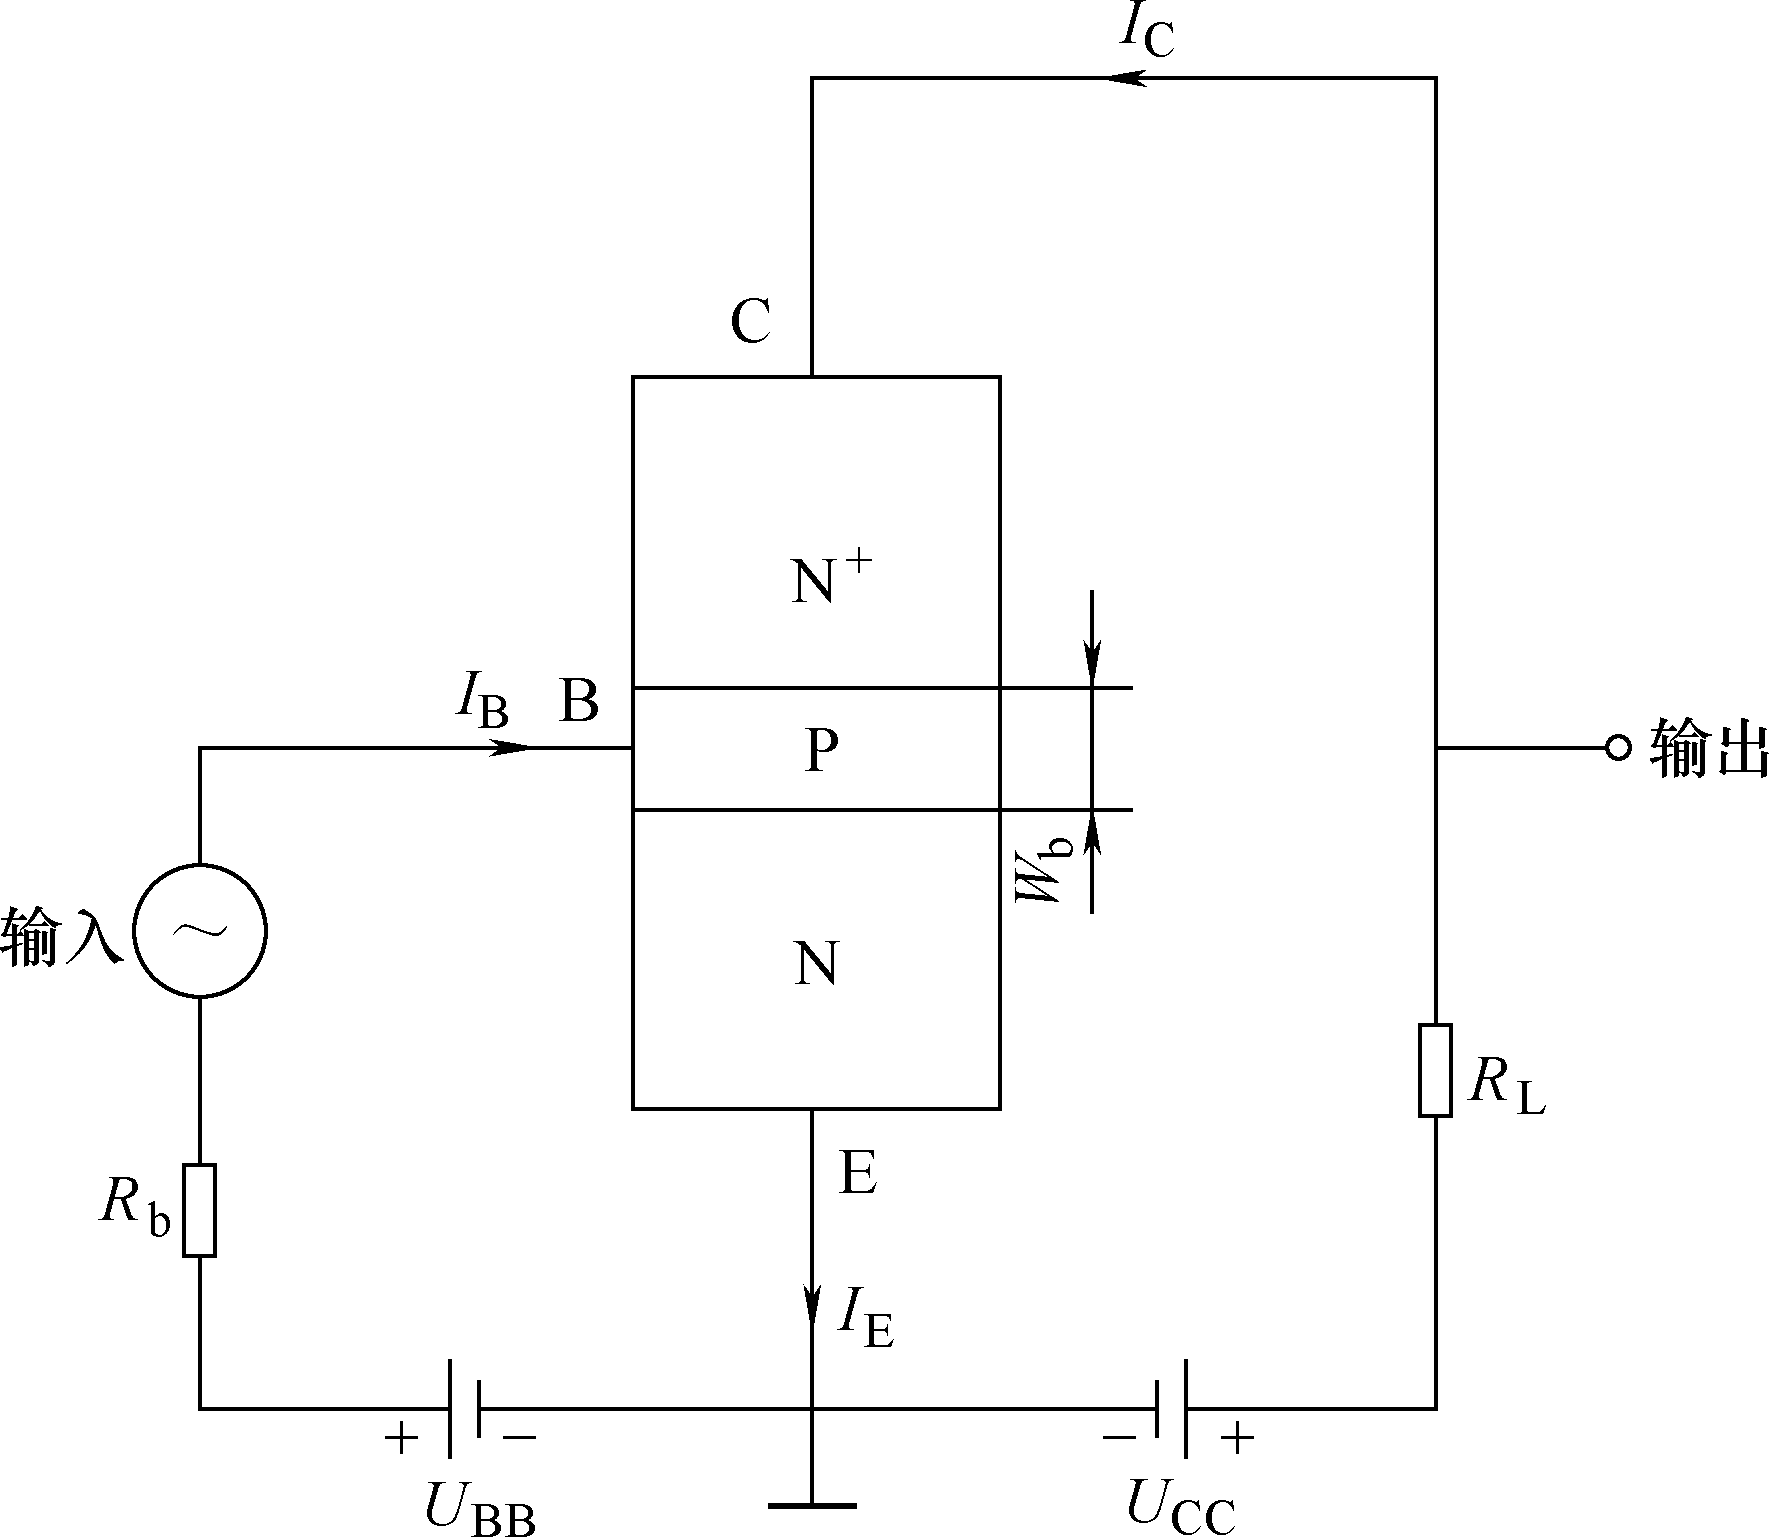 I_C
C
N^+
I_B
B
P
输出
W_b
输入
N
R_L
E
R_b
I_E
+ −
− +
U_BB
U_CC